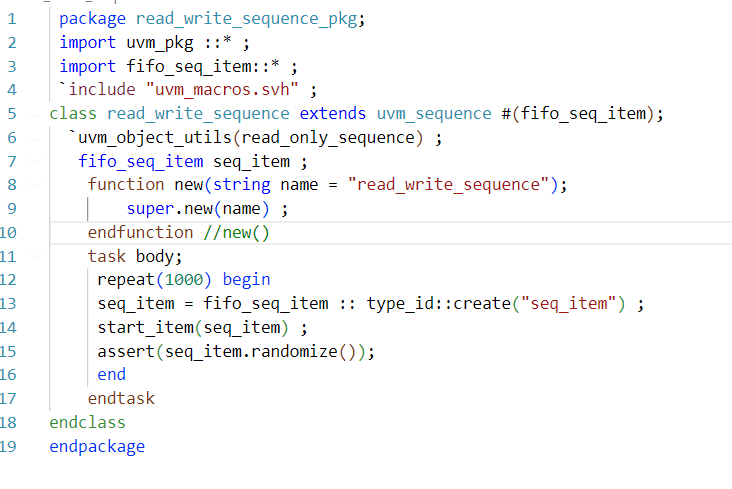 1 package read_write_sequence_pkg;
2 import uvm_pkg ::* ;
3 import fifo_seq_item::* ;
4 `include "uvm_macros.svh" ;
5 class read_write_sequence extends uvm_sequence #(fifo_seq_item);
6 `uvm_object_utils(read_only_sequence) ;
7 fifo_seq_item seq_item ;
8 function new(string name = "read_write_sequence");
9 super.new(name) ;
10 endfunction //new()
11 task body;
12 repeat(1000) begin
13 seq_item = fifo_seq_item :: type_id::create("seq_item") ;
14 start_item(seq_item) ;
15 assert(seq_item.randomize());
16 end
17 endtask
18 endclass
19 endpackage